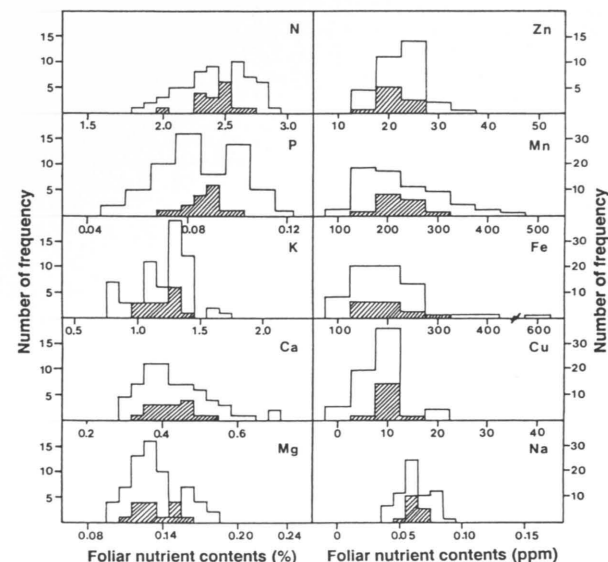 N
15
10
5
1.5 2.0 2.5 3.0
Zn
20
15
10
5
10 20 30 40 50
P
15
10
5
0.04 0.08 0.12
Mn
30
20
10
100 200 300 400 500
K
15
10
5
0.5 1.0 1.5 2.0
Fe
30
20
10
100 200 300 400 600
Ca
15
10
5
0.2 0.4 0.6
Cu
30
20
10
0 10 20 30 40
Mg
15
10
5
0.08 0.14 0.20 0.24
Na
30
20
10
0 0.05 0.10 0.15
Number of frequency
Number of frequency
Foliar nutrient contents (%)
Foliar nutrient contents (ppm)